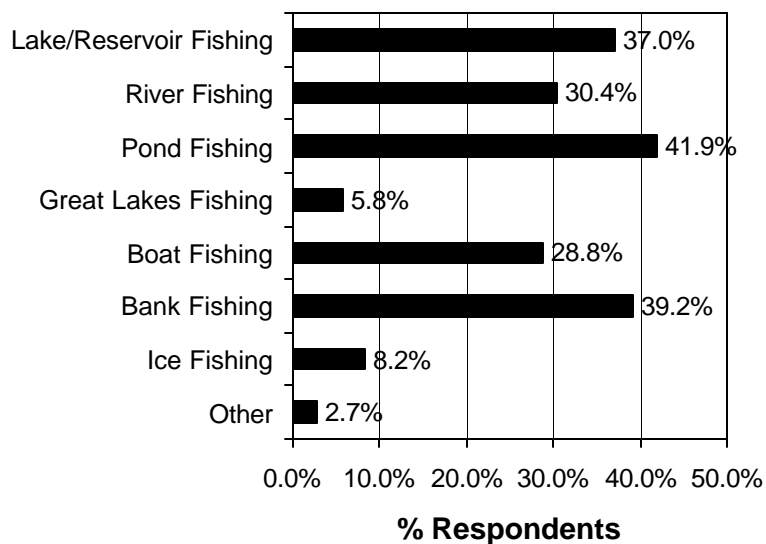 Lake/Reservoir Fishing 37.0%
River Fishing 30.4%
Pond Fishing 41.9%
Great Lakes Fishing 5.8%
Boat Fishing 28.8%
Bank Fishing 39.2%
Ice Fishing 8.2%
Other 2.7%
0.0% 10.0% 20.0% 30.0% 40.0% 50.0%
% Respondents